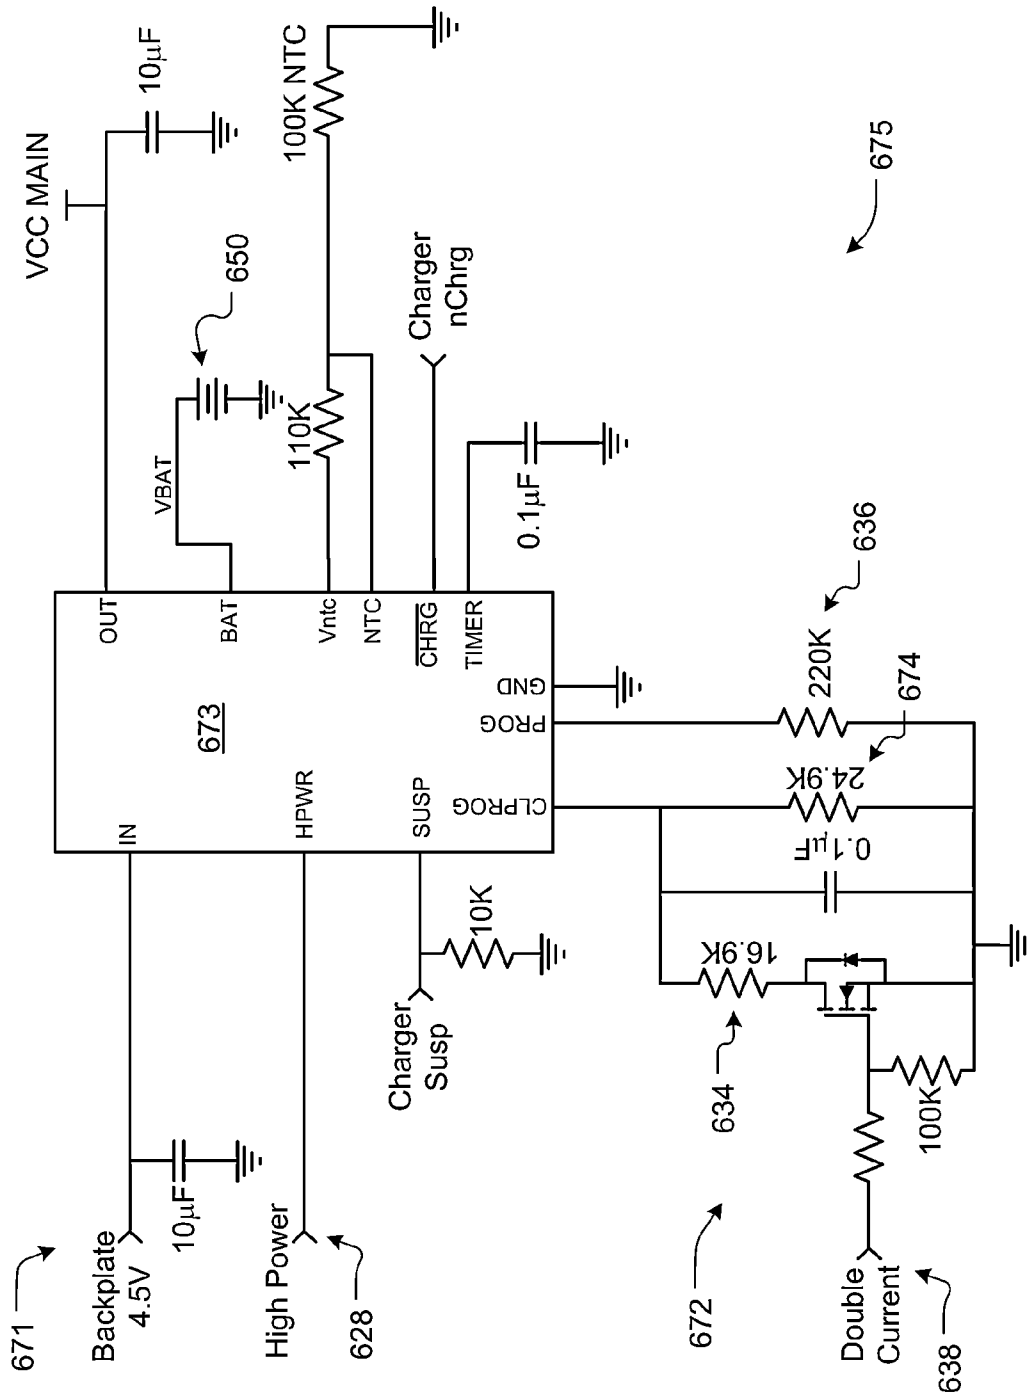 671
Backplate
4.5V
10µF
High Power
628
Charger
Susp
10K
672
Double
Current
638
634
16.9K
100K
0.1µF
24.9K
674
220K
636
673
IN
HPWR
SUSP
CLPROG
PROG
GND
OUT
BAT
Vntc
NTC
CHRG
TIMER
VCC MAIN
10µF
VBAT
650
110K
100K NTC
Charger
nChrg
0.1µF
675